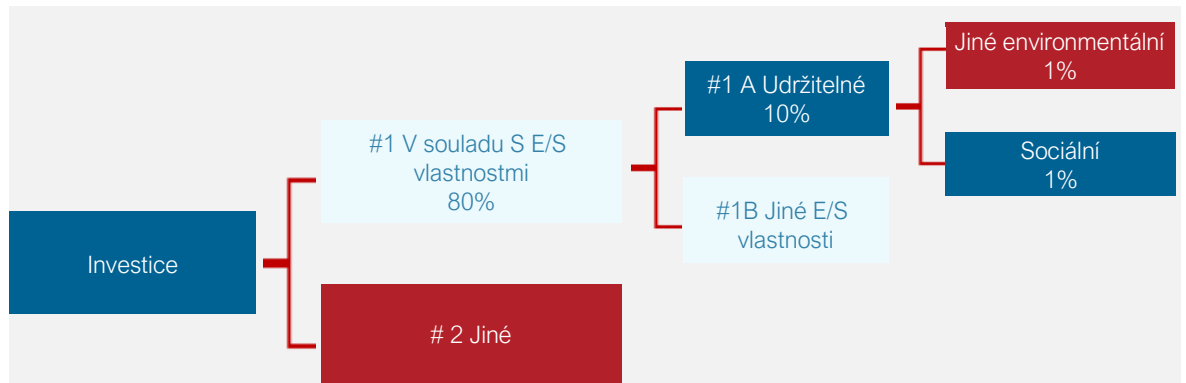 Jiné environmentální
1%
#1 A Udržitelné
10%
#1 V souladu S E/S
vlastnostmi
80%
Sociální
1%
#1B Jiné E/S
vlastnosti
Investice
# 2 Jiné